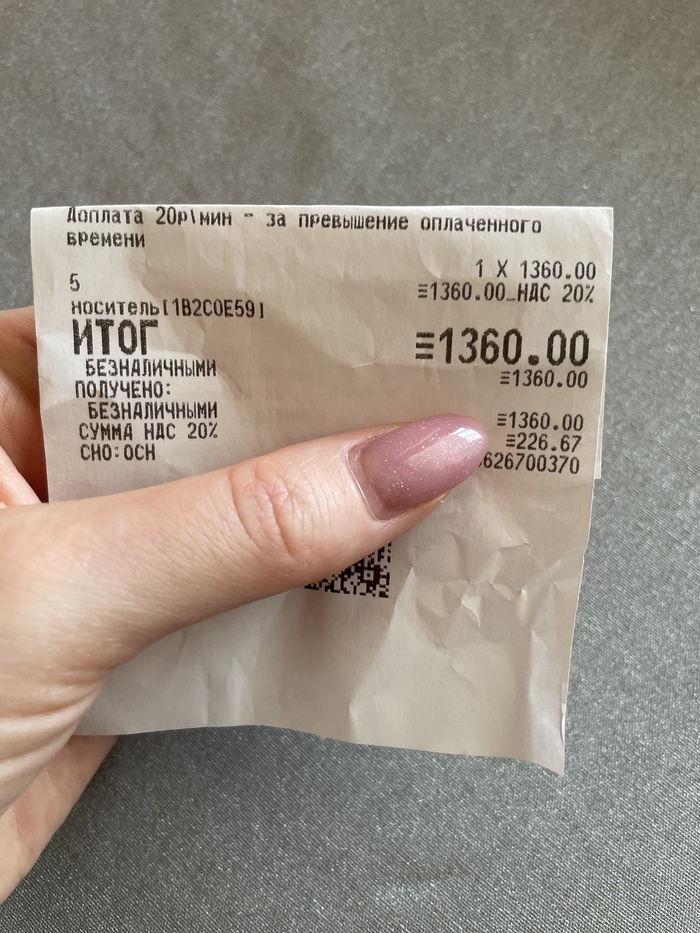 Доплата 20р\мин - за превышение оплаченного
времени
1 X 1360.00
5 ≡1360.00_НДС 20%
носитель[1B2C0E59]
ИТОГ ≡1360.00
БЕЗНАЛИЧНЫМИ ≡1360.00
ПОЛУЧЕНО:
БЕЗНАЛИЧНЫМИ ≡1360.00
СУММА НДС 20% ≡226.67
СНО:ОСН